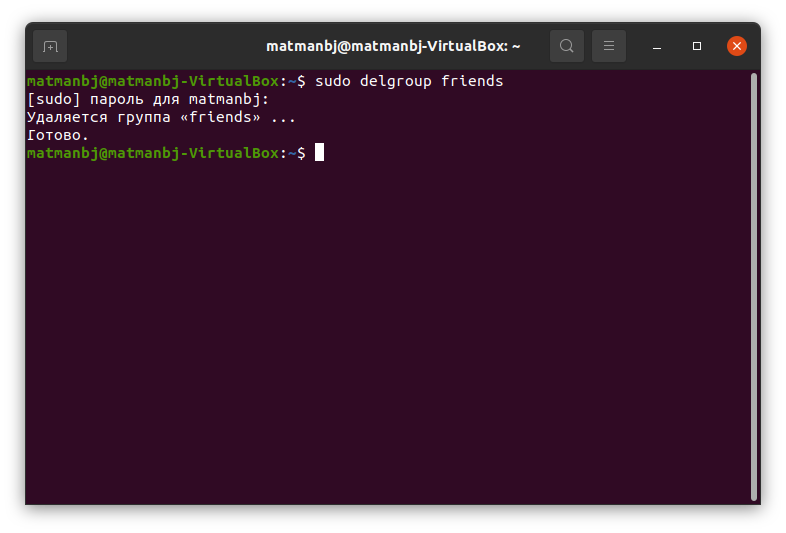 matmanbj@matmanbj-VirtualBox: ~
matmanbj@matmanbj-VirtualBox:~$ sudo delgroup friends
[sudo] пароль для matmanbj:
Удаляется группа «friends» ...
Готово.
matmanbj@matmanbj-VirtualBox:~$